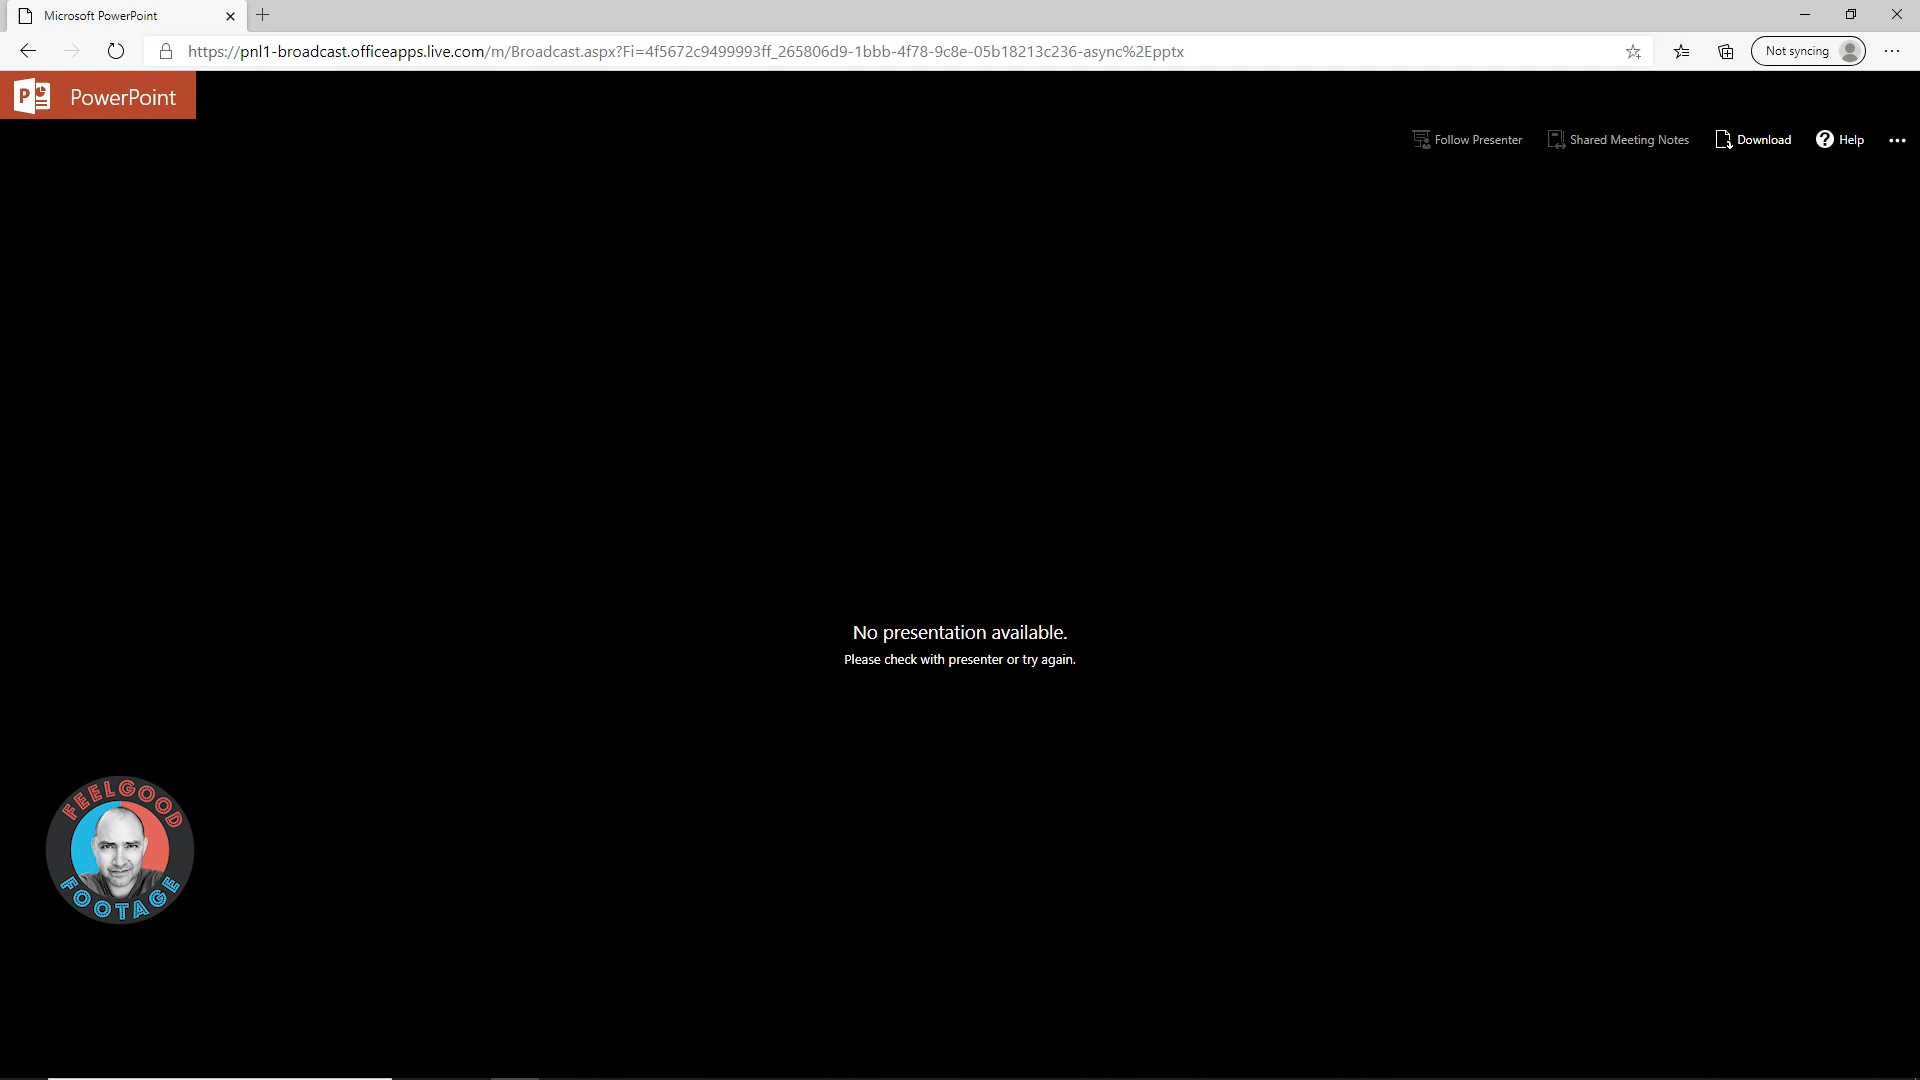 Microsoft PowerPoint
https://pnl1-broadcast.officeapps.live.com/m/Broadcast.aspx?Fi=4f5672c9499993ff_265806d9-1bbb-4f78-9c8e-05b18213c236-async%2Epptx
Not syncing
P PowerPoint
Follow Presenter
Shared Meeting Notes
Download
? Help
No presentation available.
Please check with presenter or try again.
FEELGOOD
FOOTAGE